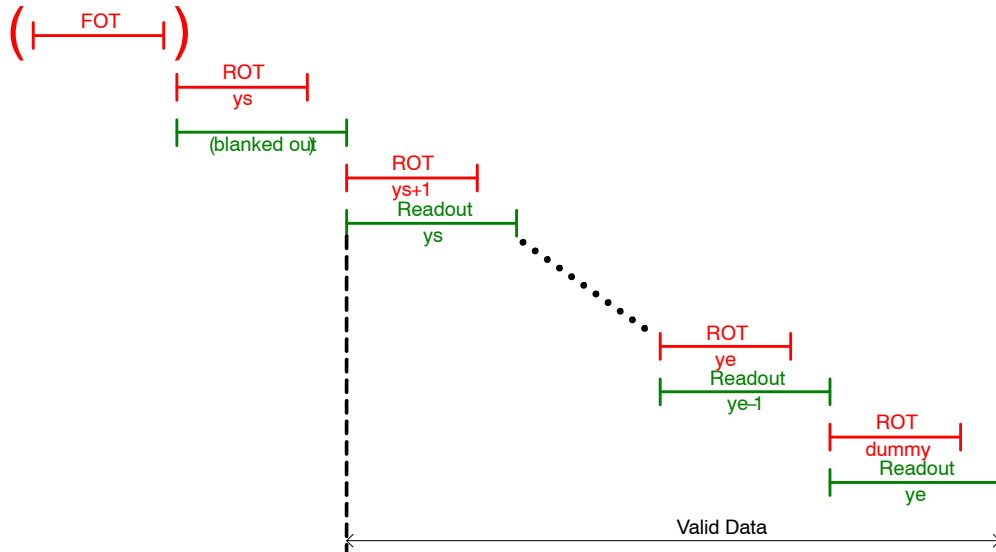 ( FOT )
ROT
ys
(blanked out)
ROT
ys+1
Readout
ys
ROT
ye
Readout
ye–1
ROT
dummy
Readout
ye
Valid Data